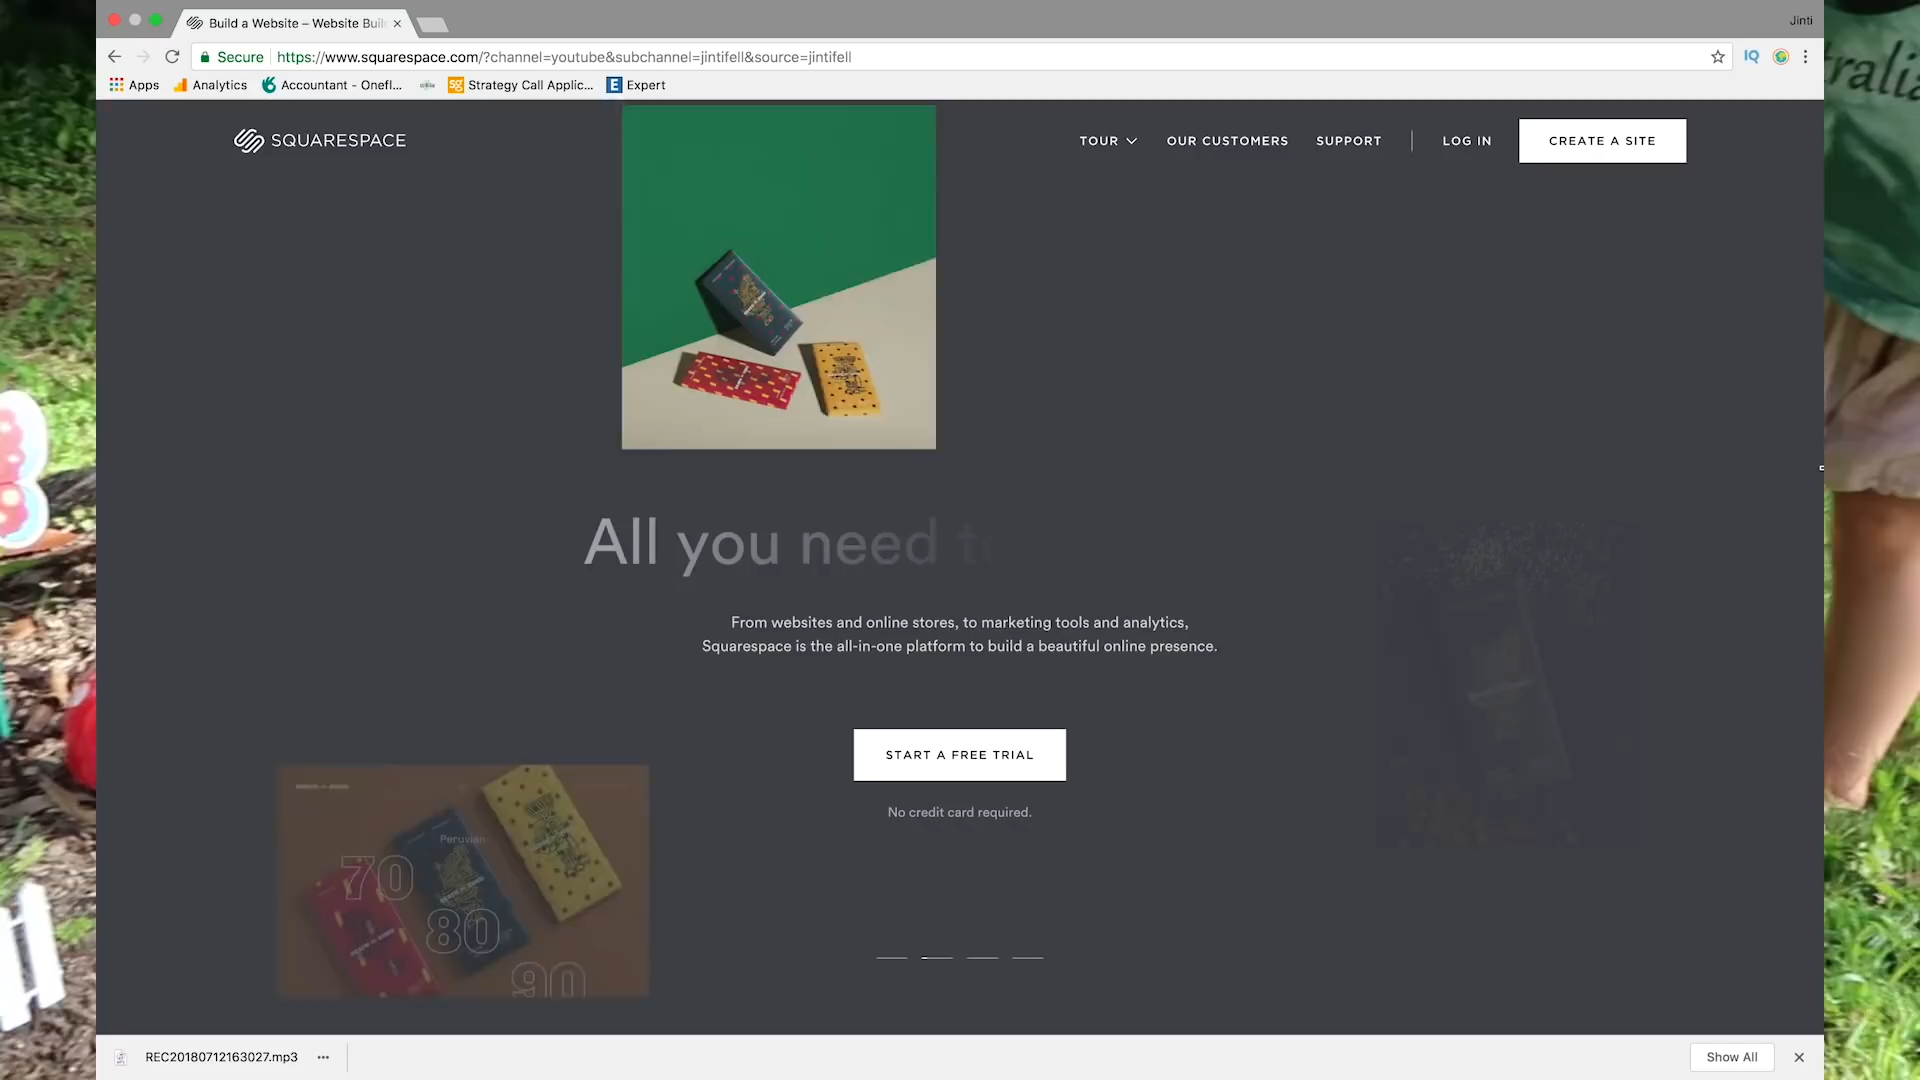 Build a Website – Website Buil
Jinti
Secure
https://www.squarespace.com/?channel=youtube&subchannel=jintifell&source=jintifell
IQ
Apps
Analytics
Accountant - Onefl...
sg
Strategy Call Applic...
E
Expert
SQUARESPACE
TOUR
OUR CUSTOMERS
SUPPORT
LOG IN
CREATE A SITE
All you need to
From websites and online stores, to marketing tools and analytics,
Squarespace is the all-in-one platform to build a beautiful online presence.
START A FREE TRIAL
No credit card required.
Peruvian
70
80
90
REC20180712163027.mp3
Show All